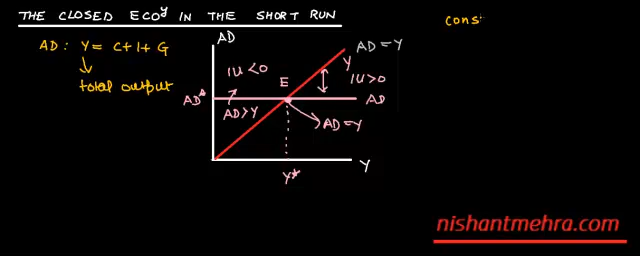 THE CLOSED ECOy IN THE SHORT RUN
cons
AD: Y = C+I+G
total output
AD
AD = Y
Y
IU < 0
E
IU > 0
AD^
AD
AD > Y
AD = Y
Y*
Y
nishantmehra.com